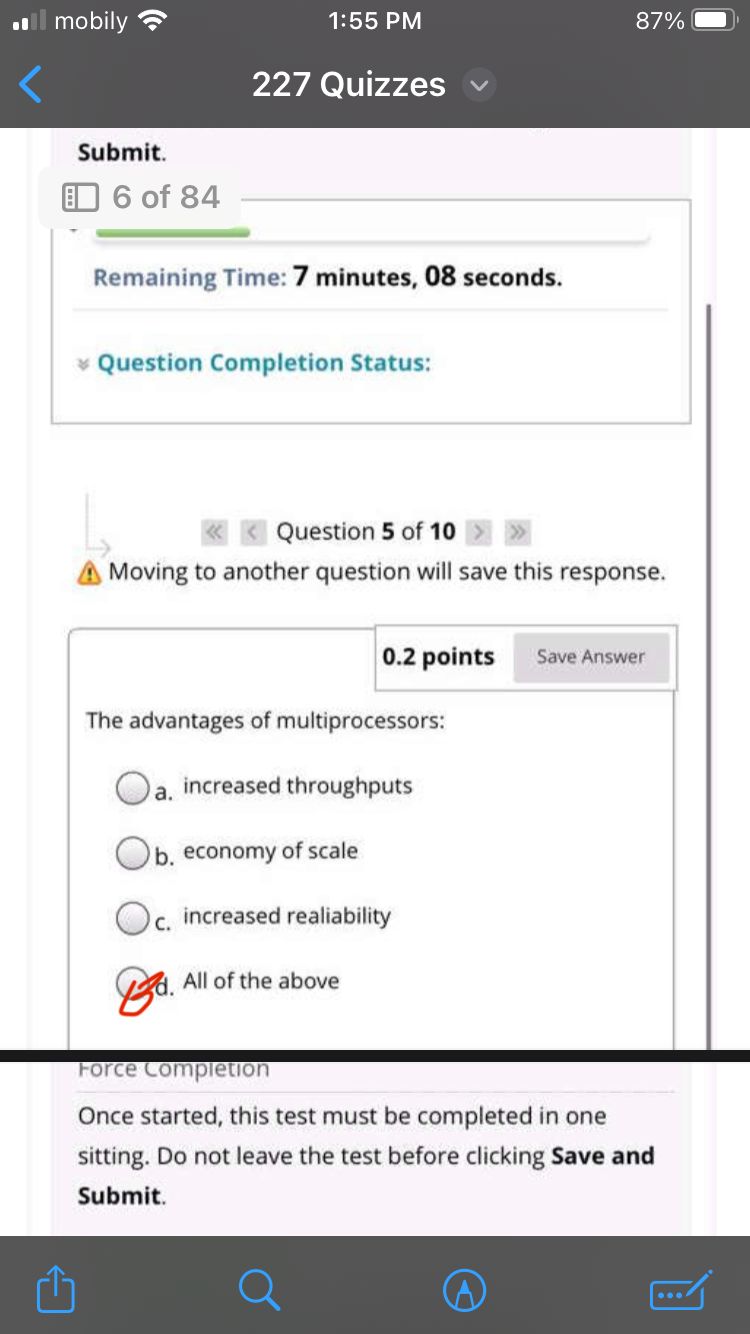 mobily 1:55 PM 87%
227 Quizzes
Submit.
6 of 84
Remaining Time: 7 minutes, 08 seconds.
Question Completion Status:
« < Question 5 of 10 > »
Moving to another question will save this response.
0.2 points Save Answer
The advantages of multiprocessors:
a. increased throughputs
b. economy of scale
c. increased realiability
d. All of the above
Force Completion
Once started, this test must be completed in one
sitting. Do not leave the test before clicking Save and
Submit.